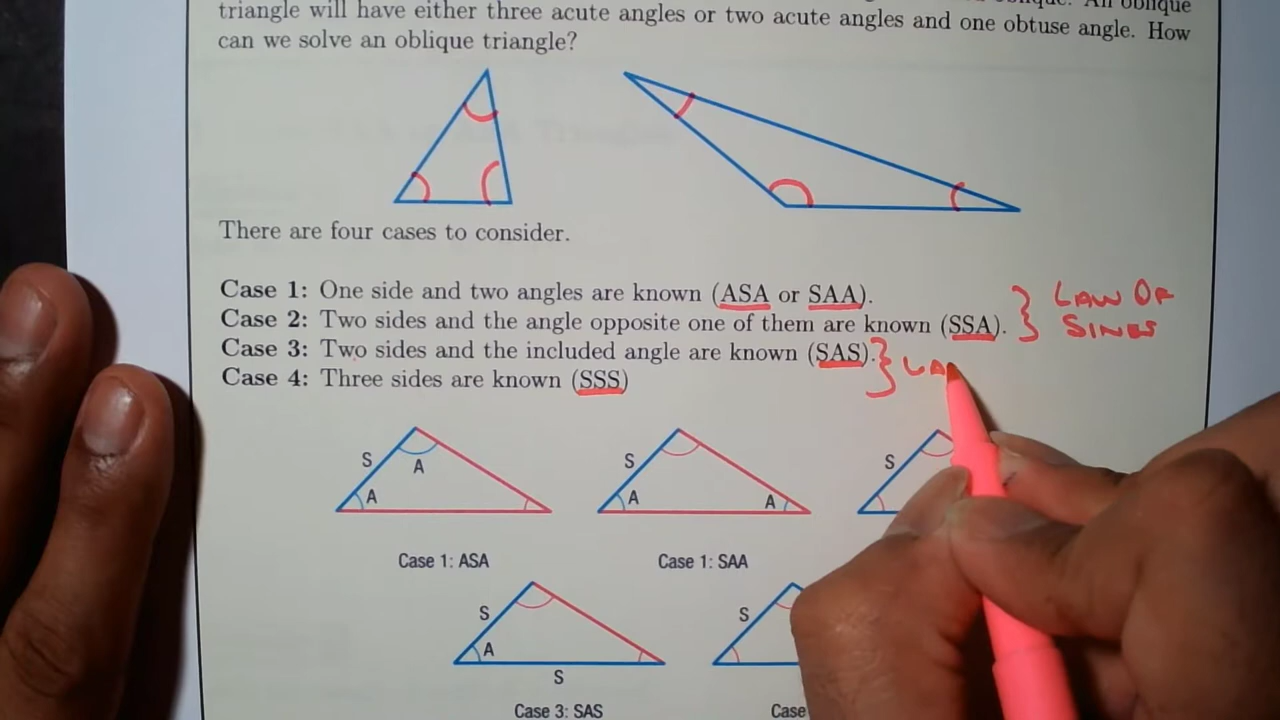 triangle will have either three acute angles or two acute angles and one obtuse angle. How
can we solve an oblique triangle?
There are four cases to consider.
Case 1: One side and two angles are known (ASA or SAA).
Case 2: Two sides and the angle opposite one of them are known (SSA).
LAW OF
SINES
Case 3: Two sides and the included angle are known (SAS).
Case 4: Three sides are known (SSS)
LA
S
A
A
S
A
A
S
Case 1: ASA
Case 1: SAA
S
A
S
S
Case 3: SAS
Case